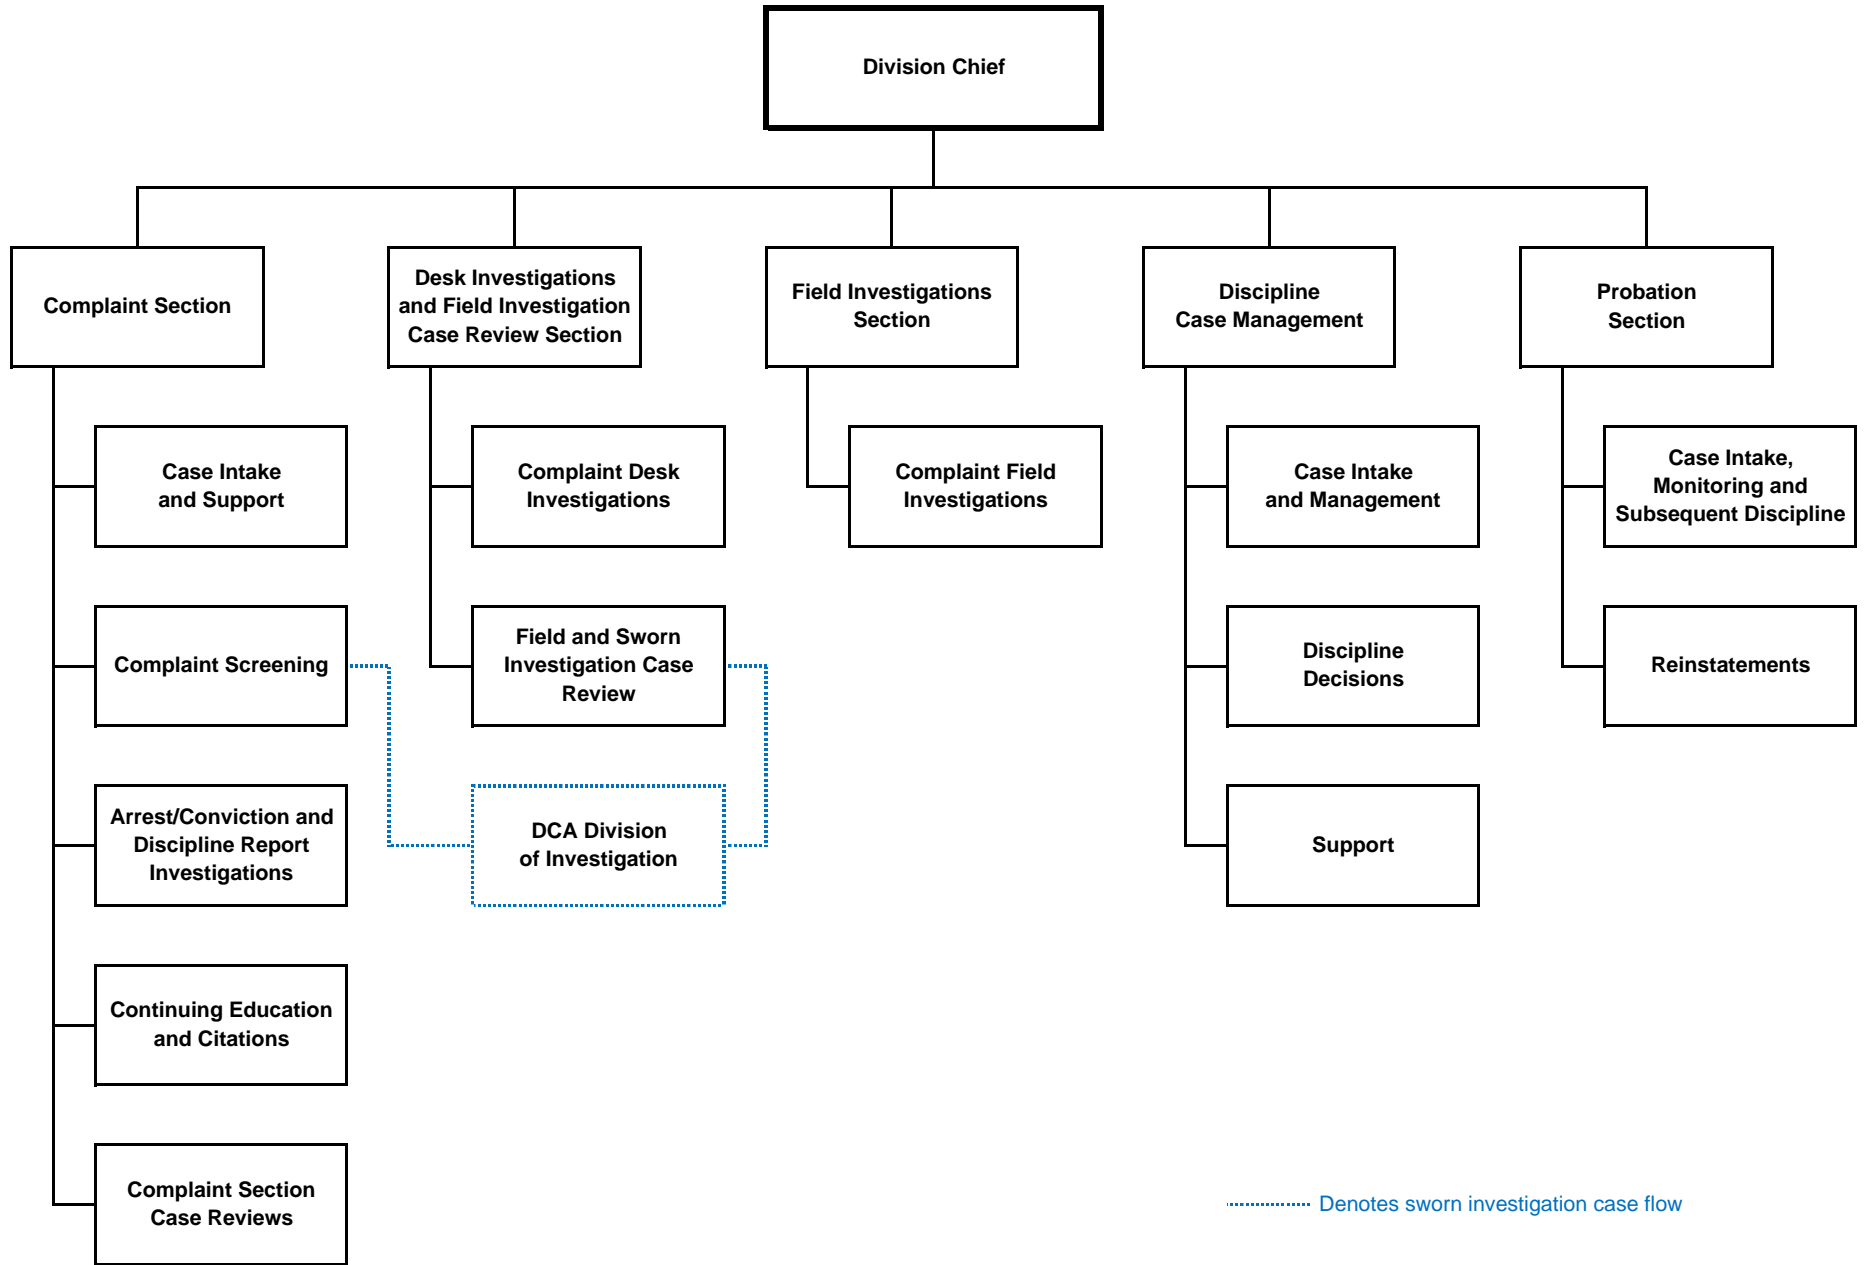 Division Chief
Complaint Section
Desk Investigations
and Field Investigation
Case Review Section
Field Investigations
Section
Discipline
Case Management
Probation
Section
Case Intake
and Support
Complaint Desk
Investigations
Complaint Field
Investigations
Case Intake
and Management
Case Intake,
Monitoring and
Subsequent Discipline
Complaint Screening
Field and Sworn
Investigation Case
Review
Discipline
Decisions
Reinstatements
Arrest/Conviction and
Discipline Report
Investigations
DCA Division
of Investigation
Support
Continuing Education
and Citations
Complaint Section
Case Reviews
Denotes sworn investigation case flow